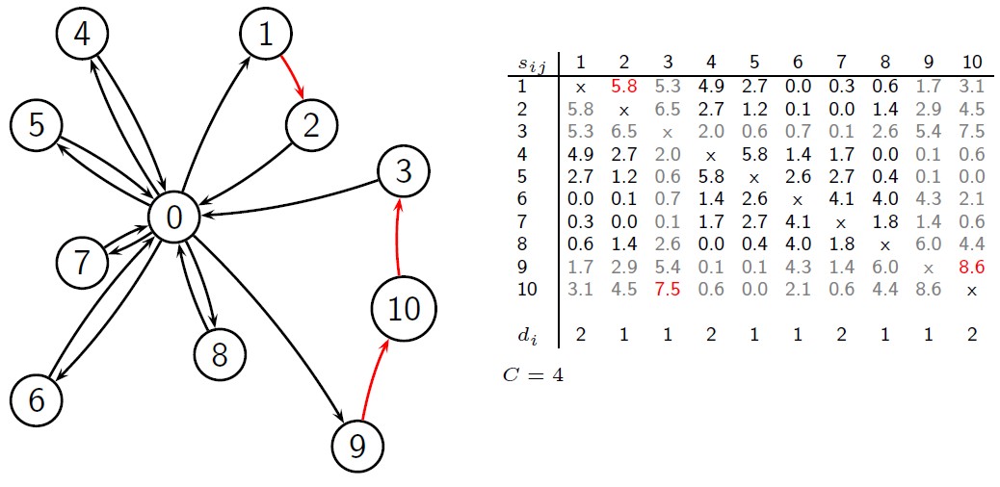 4
1
5
2
3
0
7
10
8
6
9
s_{ij} 1 2 3 4 5 6 7 8 9 10
1 x 5.8 5.3 4.9 2.7 0.0 0.3 0.6 1.7 3.1
2 5.8 x 6.5 2.7 1.2 0.1 0.0 1.4 2.9 4.5
3 5.3 6.5 x 2.0 0.6 0.7 0.1 2.6 5.4 7.5
4 4.9 2.7 2.0 x 5.8 1.4 1.7 0.0 0.1 0.6
5 2.7 1.2 0.6 5.8 x 2.6 2.7 0.4 0.1 0.0
6 0.0 0.1 0.7 1.4 2.6 x 4.1 4.0 4.3 2.1
7 0.3 0.0 0.1 1.7 2.7 4.1 x 1.8 1.4 0.6
8 0.6 1.4 2.6 0.0 0.4 4.0 1.8 x 6.0 4.4
9 1.7 2.9 5.4 0.1 0.1 4.3 1.4 6.0 x 8.6
10 3.1 4.5 7.5 0.6 0.0 2.1 0.6 4.4 8.6 x
d_i 2 1 1 2 1 1 2 1 1 2
C = 4